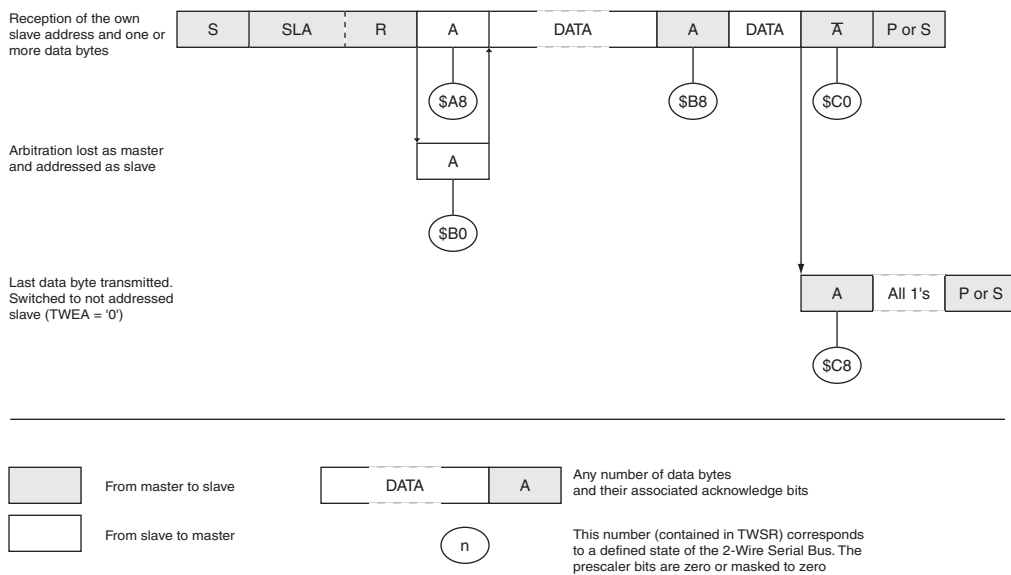 Reception of the own
slave address and one or
more data bytes
S SLA R A DATA A DATA A̅ P or S
$A8 $B8 $C0
Arbitration lost as master
and addressed as slave
A
$B0
Last data byte transmitted.
Switched to not addressed
slave (TWEA = '0')
A All 1's P or S
$C8
From master to slave
DATA A
Any number of data bytes
and their associated acknowledge bits
From slave to master
n
This number (contained in TWSR) corresponds
to a defined state of the 2-Wire Serial Bus. The
prescaler bits are zero or masked to zero